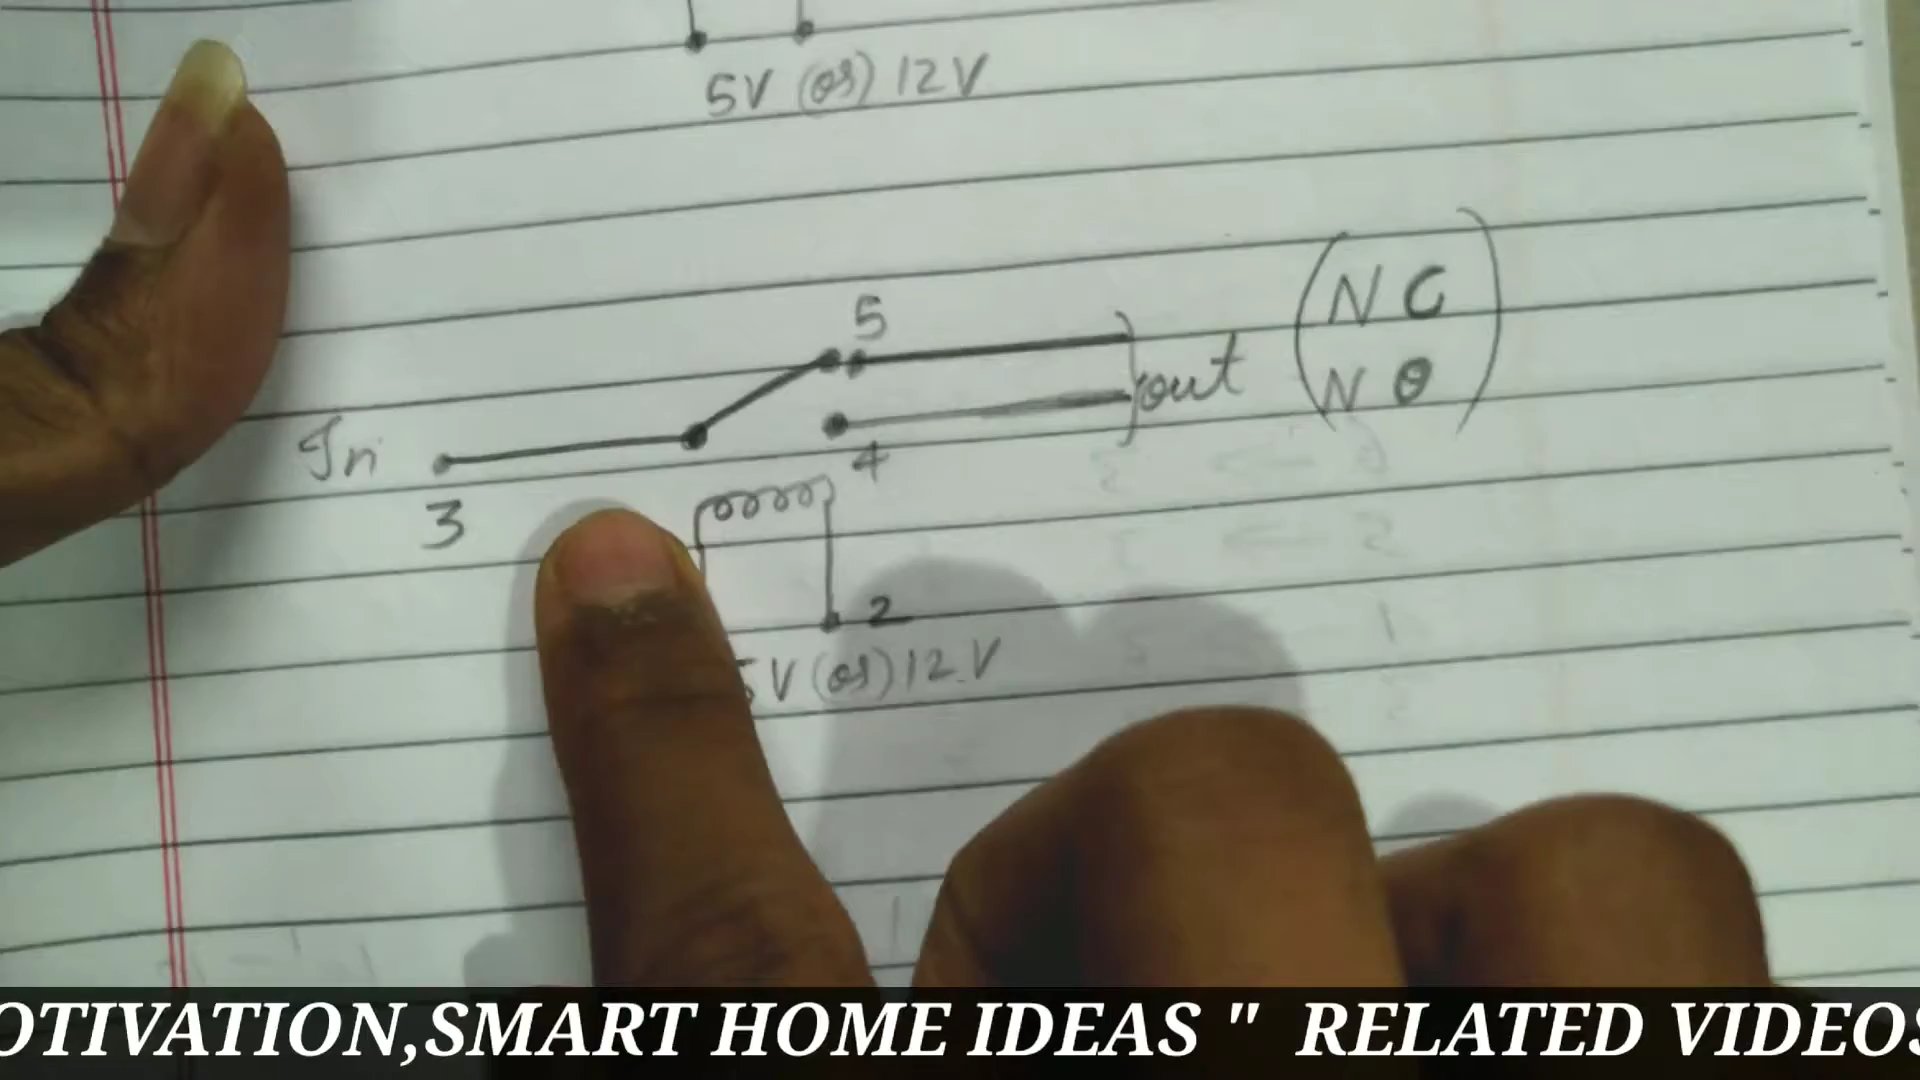 5V (or) 12V
5
(NC
In
out
NO)
3
4
2
5V (or) 12V
OTIVATION,SMART HOME IDEAS " RELATED VIDEOS